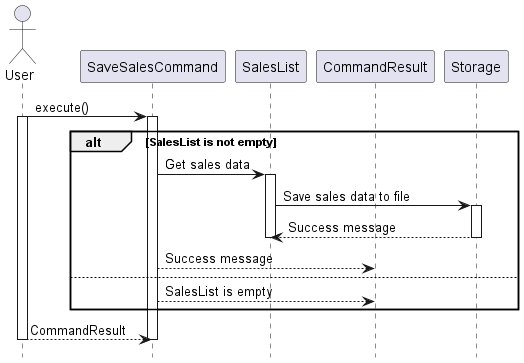 User
SaveSalesCommand
SalesList
CommandResult
Storage
execute()
alt
[SalesList is not empty]
Get sales data
Save sales data to file
Success message
Success message
SalesList is empty
CommandResult